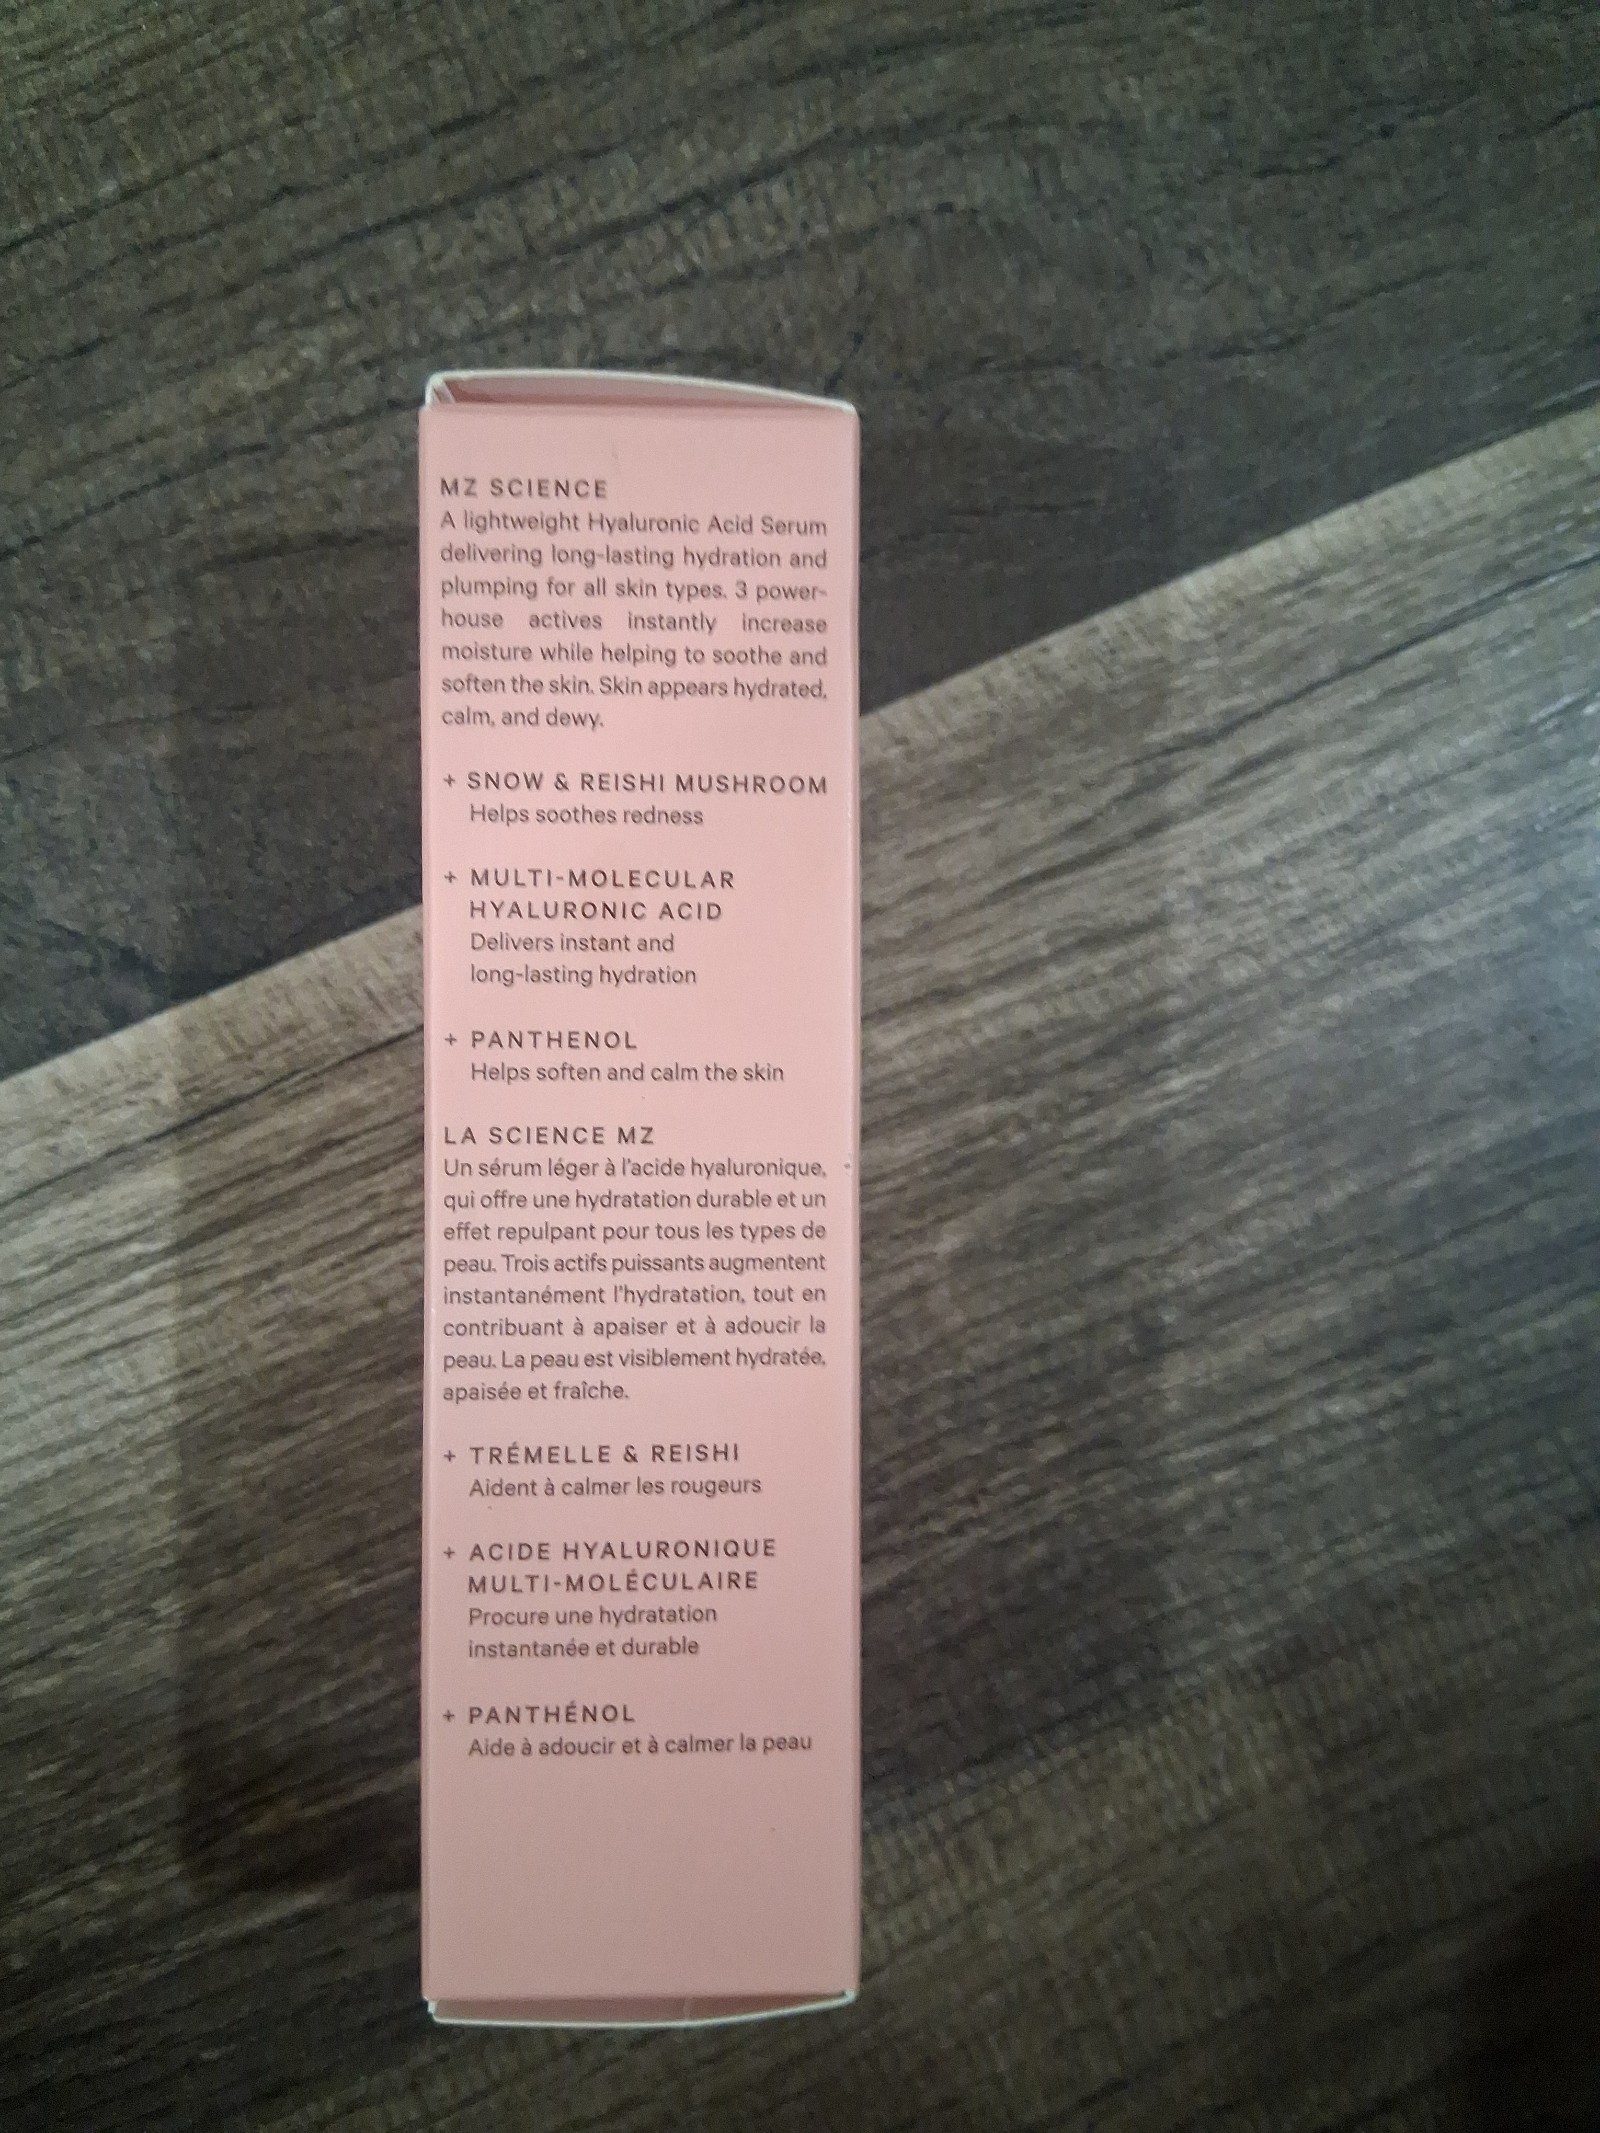 MZ SCIENCE
A lightweight Hyaluronic Acid Serum
delivering long-lasting hydration and
plumping for all skin types. 3 power-
house actives instantly increase
moisture while helping to soothe and
soften the skin. Skin appears hydrated,
calm, and dewy.
+ SNOW & REISHI MUSHROOM
Helps soothes redness
+ MULTI-MOLECULAR
HYALURONIC ACID
Delivers instant and
long-lasting hydration
+ PANTHENOL
Helps soften and calm the skin
LA SCIENCE MZ
Un sérum léger à l'acide hyaluronique,
qui offre une hydratation durable et un
effet repulpant pour tous les types de
peau. Trois actifs puissants augmentent
instantanément l'hydratation, tout en
contribuant à apaiser et à adoucir la
peau. La peau est visiblement hydratée,
apaisée et fraîche.
+ TRÉMELLE & REISHI
Aident à calmer les rougeurs
+ ACIDE HYALURONIQUE
MULTI-MOLÉCULAIRE
Procure une hydratation
instantanée et durable
+ PANTHÉNOL
Aide à adoucir et à calmer la peau